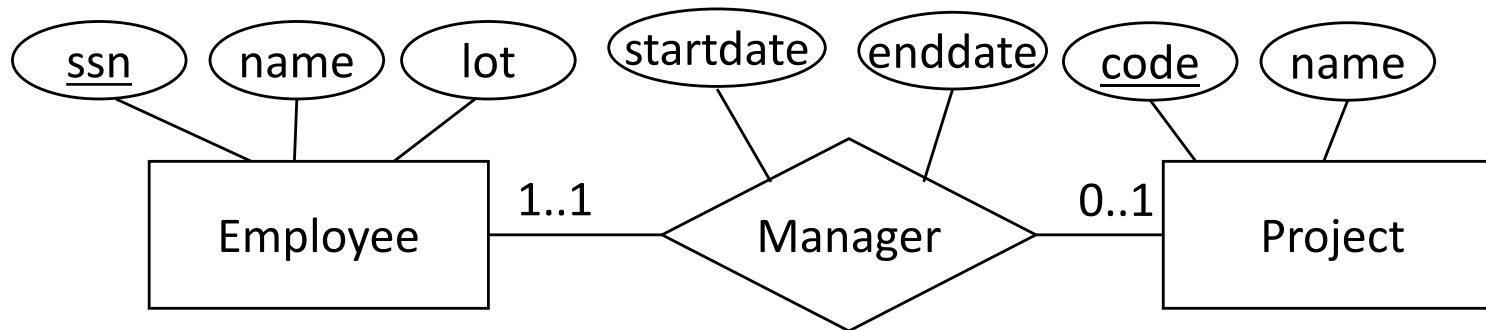 ssn name lot startdate enddate code name
1..1 0..1
Employee Manager Project